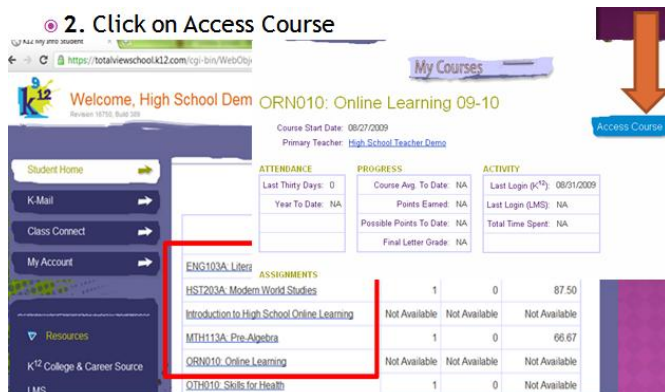 2. Click on Access Course
K12 My Info Student
https://totalviewschool.k12.com/cgi-bin/WebObj
K12
Welcome, High School Dem
Revision 18750, Build 389
My Courses
ORN010: Online Learning 09-10
Course Start Date: 08/27/2009
Primary Teacher: High School Teacher Demo
Access Course
ATTENDANCE PROGRESS ACTIVITY
Last Thirty Days: 0 Course Avg. To Date: NA Last Login (K12): 08/31/2009
Year To Date: NA Points Earned: NA Last Login (LMS): NA
Possible Points To Date: NA Total Time Spent: NA
Final Letter Grade: NA
ASSIGNMENTS
Student Home
K-Mail
Class Connect
My Account
Resources
K12 College & Career Source
LMS
ENG103A: Litera
HST203A: Modern World Studies 1 0 87.50
Introduction to High School Online Learning Not Available Not Available Not Available
MTH113A: Pre-Algebra 1 0 66.67
ORN010: Online Learning Not Available Not Available Not Available
OTH010: Skills for Health 1 0 Not Available